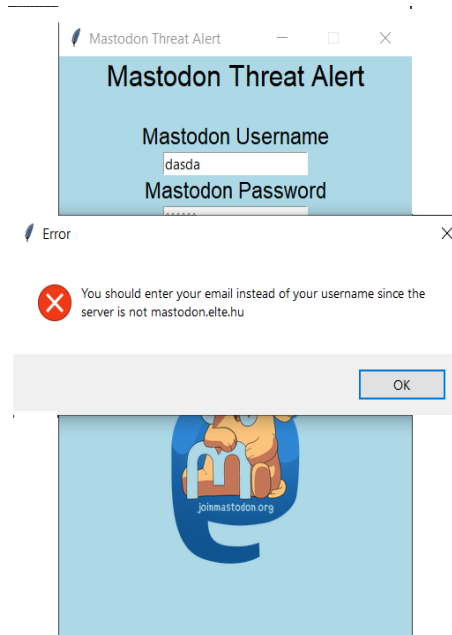 Mastodon Threat Alert
Mastodon Threat Alert
Mastodon Username
dasda
Mastodon Password
Error
You should enter your email instead of your username since the
server is not mastodon.elte.hu
OK
joinmastodon.org